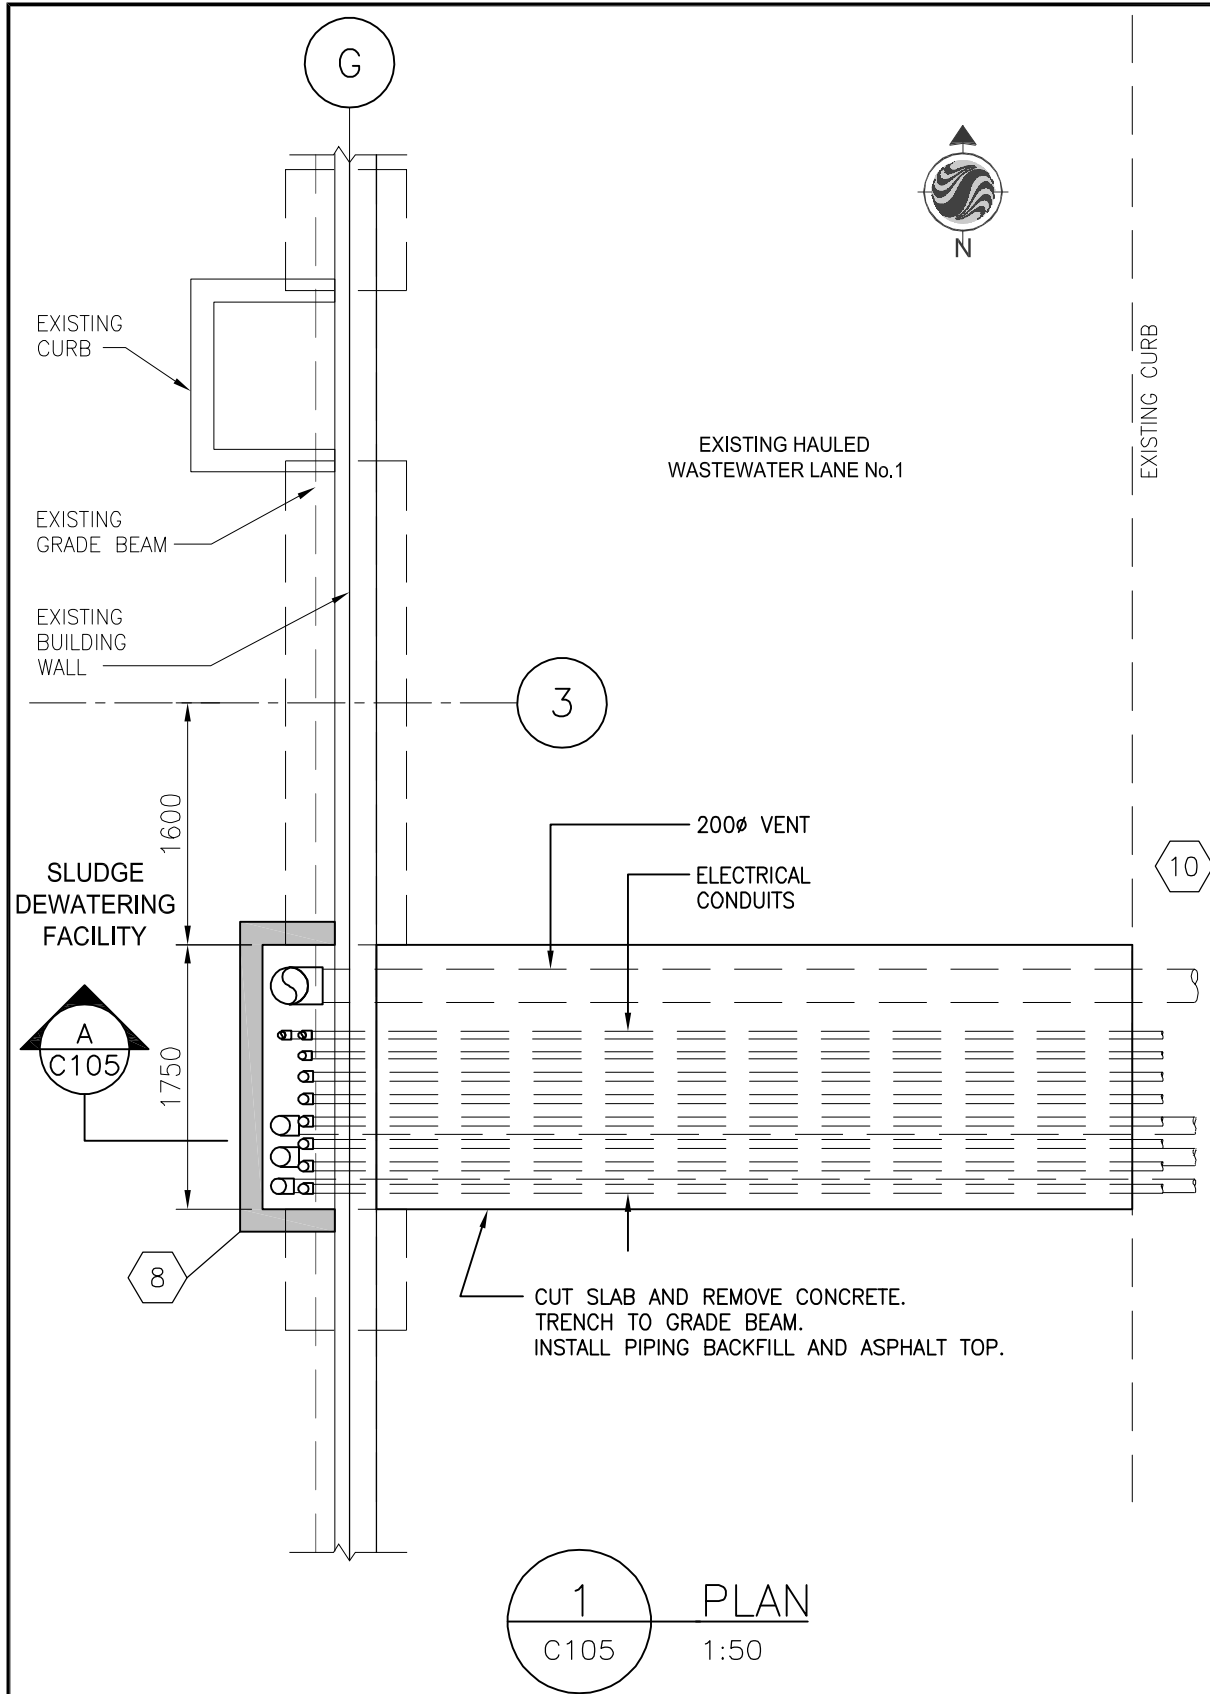 G
N
EXISTING
CURB
EXISTING CURB
EXISTING HAULED
WASTEWATER LANE No.1
EXISTING
GRADE BEAM
EXISTING
BUILDING
WALL
3
1600
200ø VENT
ELECTRICAL
CONDUITS
10
SLUDGE
DEWATERING
FACILITY
A
C105
1750
8
CUT SLAB AND REMOVE CONCRETE.
TRENCH TO GRADE BEAM.
INSTALL PIPING BACKFILL AND ASPHALT TOP.
1
C105
PLAN
1:50